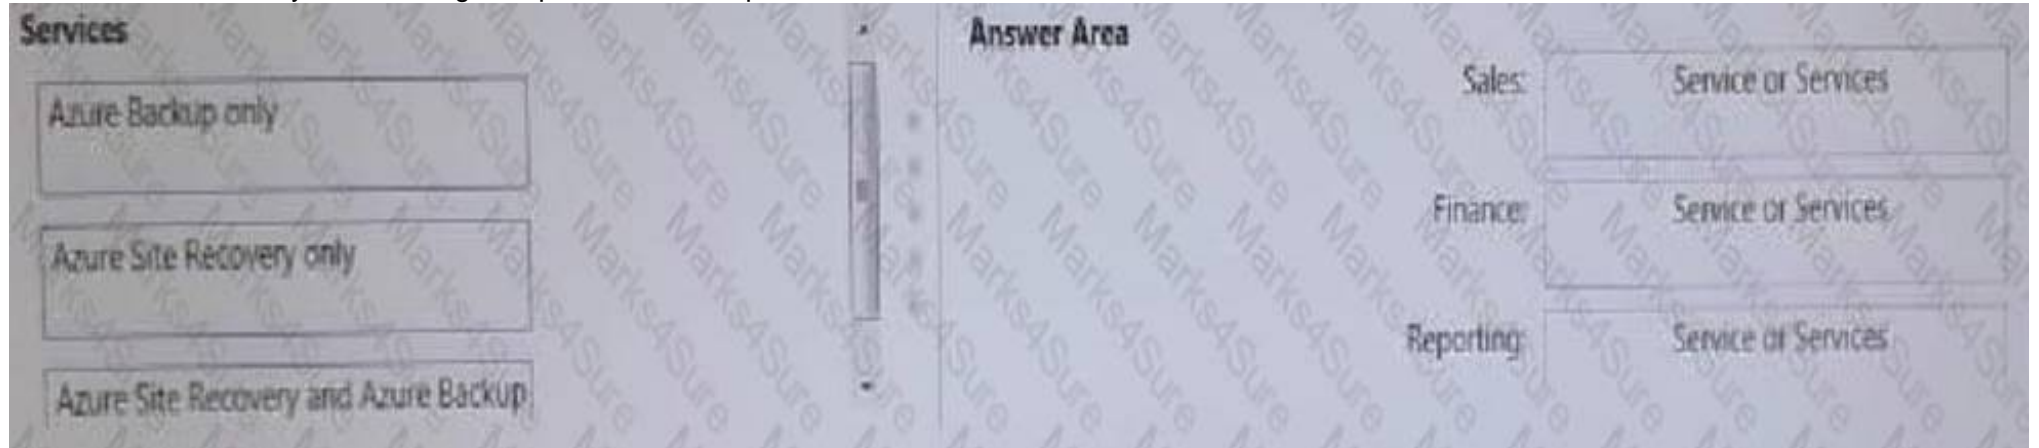 Services
Azure Backup only
Azure Site Recovery only
Azure Site Recovery and Azure Backup
Answer Area
Sales: Service or Services
Finance: Service or Services
Reporting: Service or Services
Marks4Sure